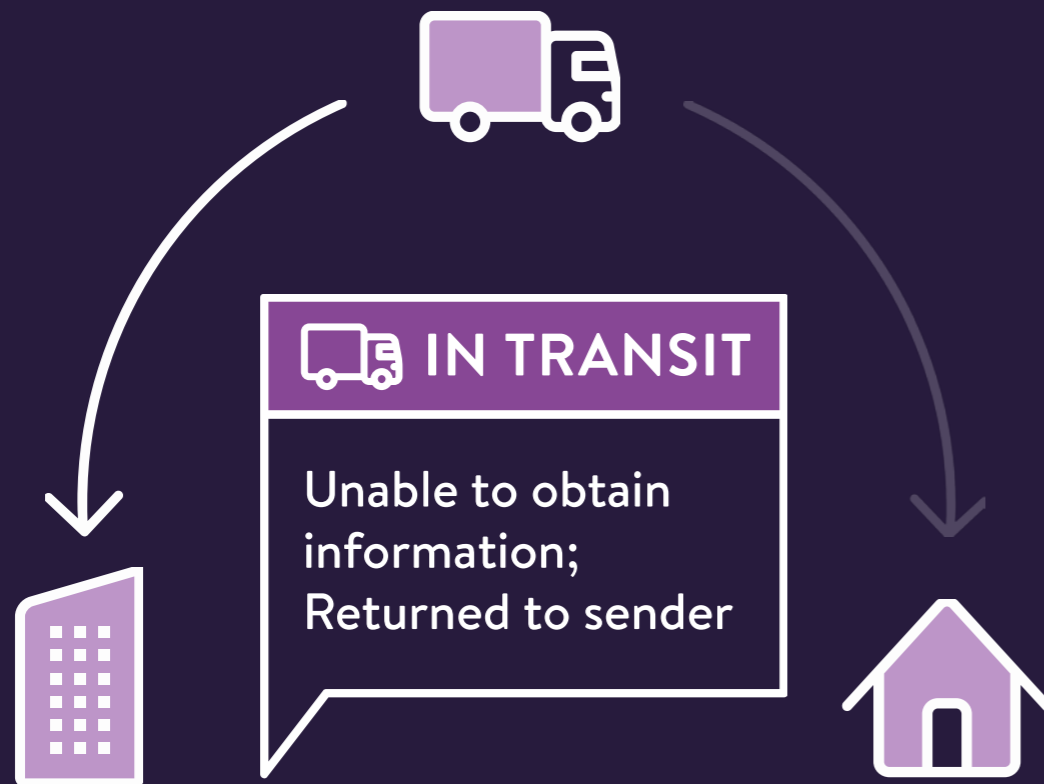 IN TRANSIT
Unable to obtain
information;
Returned to sender